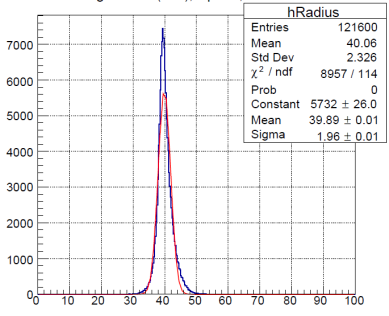 hRadius
Entries 121600
Mean 40.06
Std Dev 2.326
χ² / ndf 8957 / 114
Prob 0
Constant 5732 ± 26.0
Mean 39.89 ± 0.01
Sigma 1.96 ± 0.01
7000
6000
5000
4000
3000
2000
1000
0
0 10 20 30 40 50 60 70 80 90 100